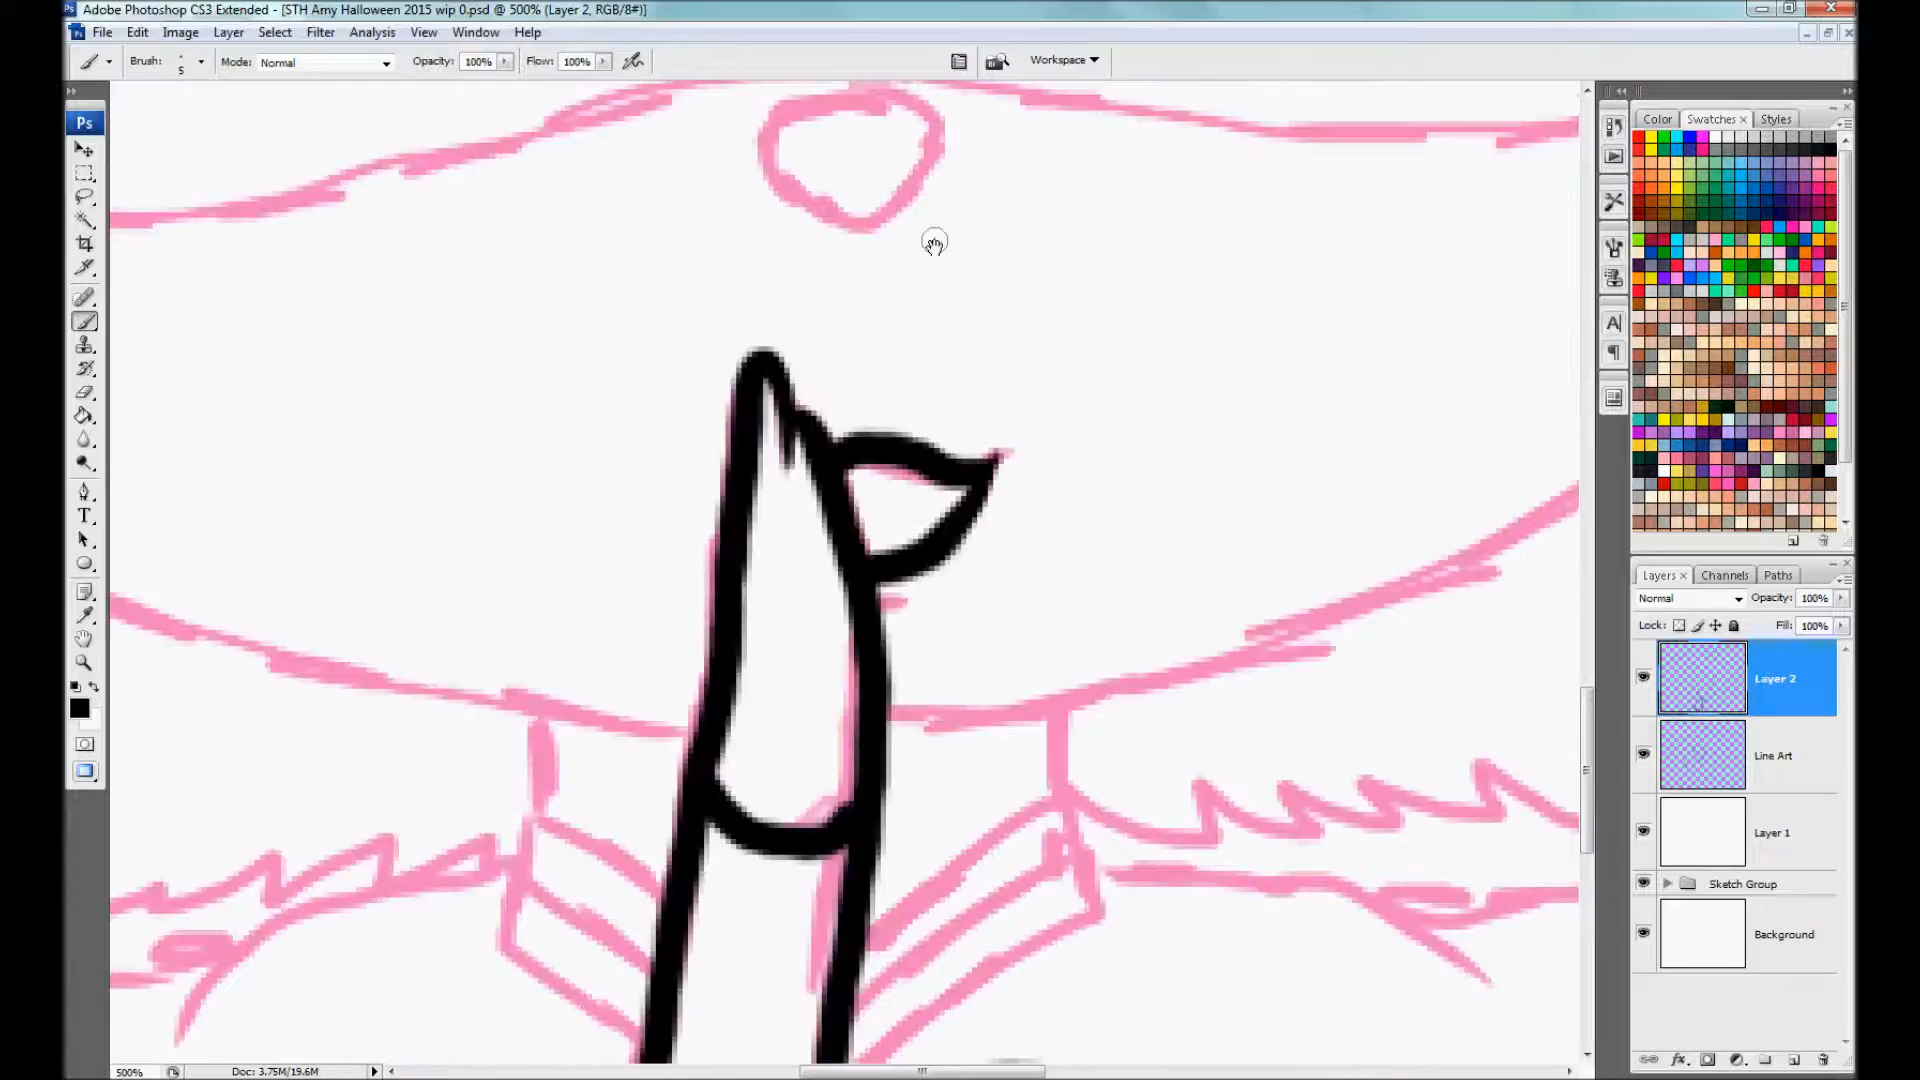 Ps Adobe Photoshop CS3 Extended - [STH Amy Halloween 2015 wip 0.psd @ 500% (Layer 2, RGB/8#)]
File Edit Image Layer Select Filter Analysis View Window Help
Brush: 5 Mode: Normal Opacity: 100% Flow: 100% Workspace
Ps
Color Swatches Styles
T
A
Layers Channels Paths
Normal Opacity: 100%
Lock: Fill: 100%
Layer 2
Line Art
Layer 1
Sketch Group
Background
500% Doc: 3.75M/19.6M
fx